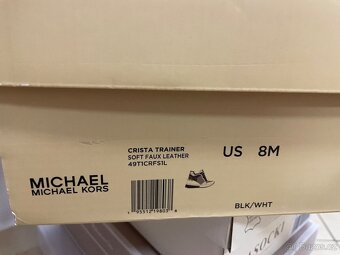 CRISTA TRAINER
SOFT FAUX LEATHER
49T1CRFS1L
US 8M
MICHAEL
MICHAEL KORS
BLK/WHT